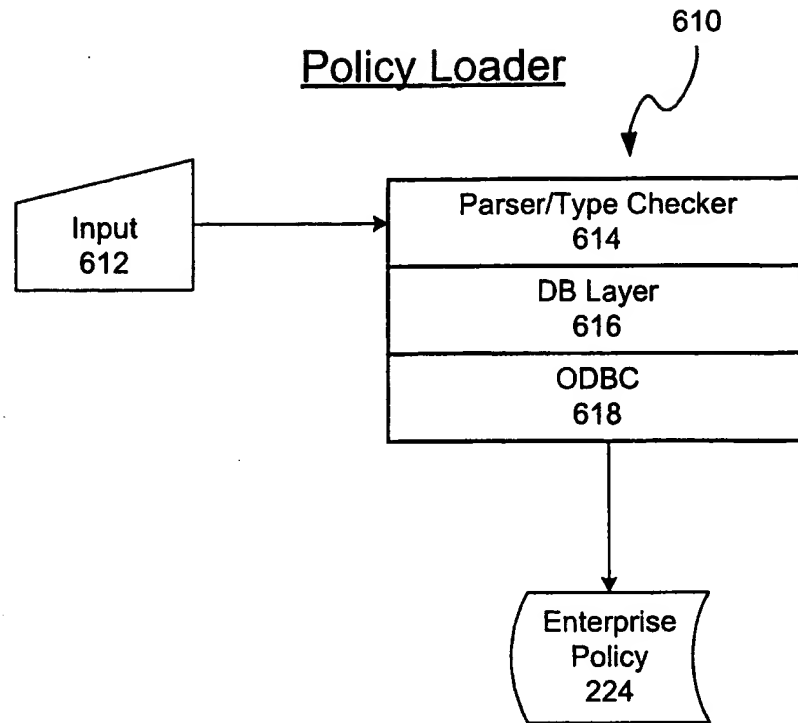 610
Policy Loader
Input
612
Parser/Type Checker
614
DB Layer
616
ODBC
618
Enterprise
Policy
224